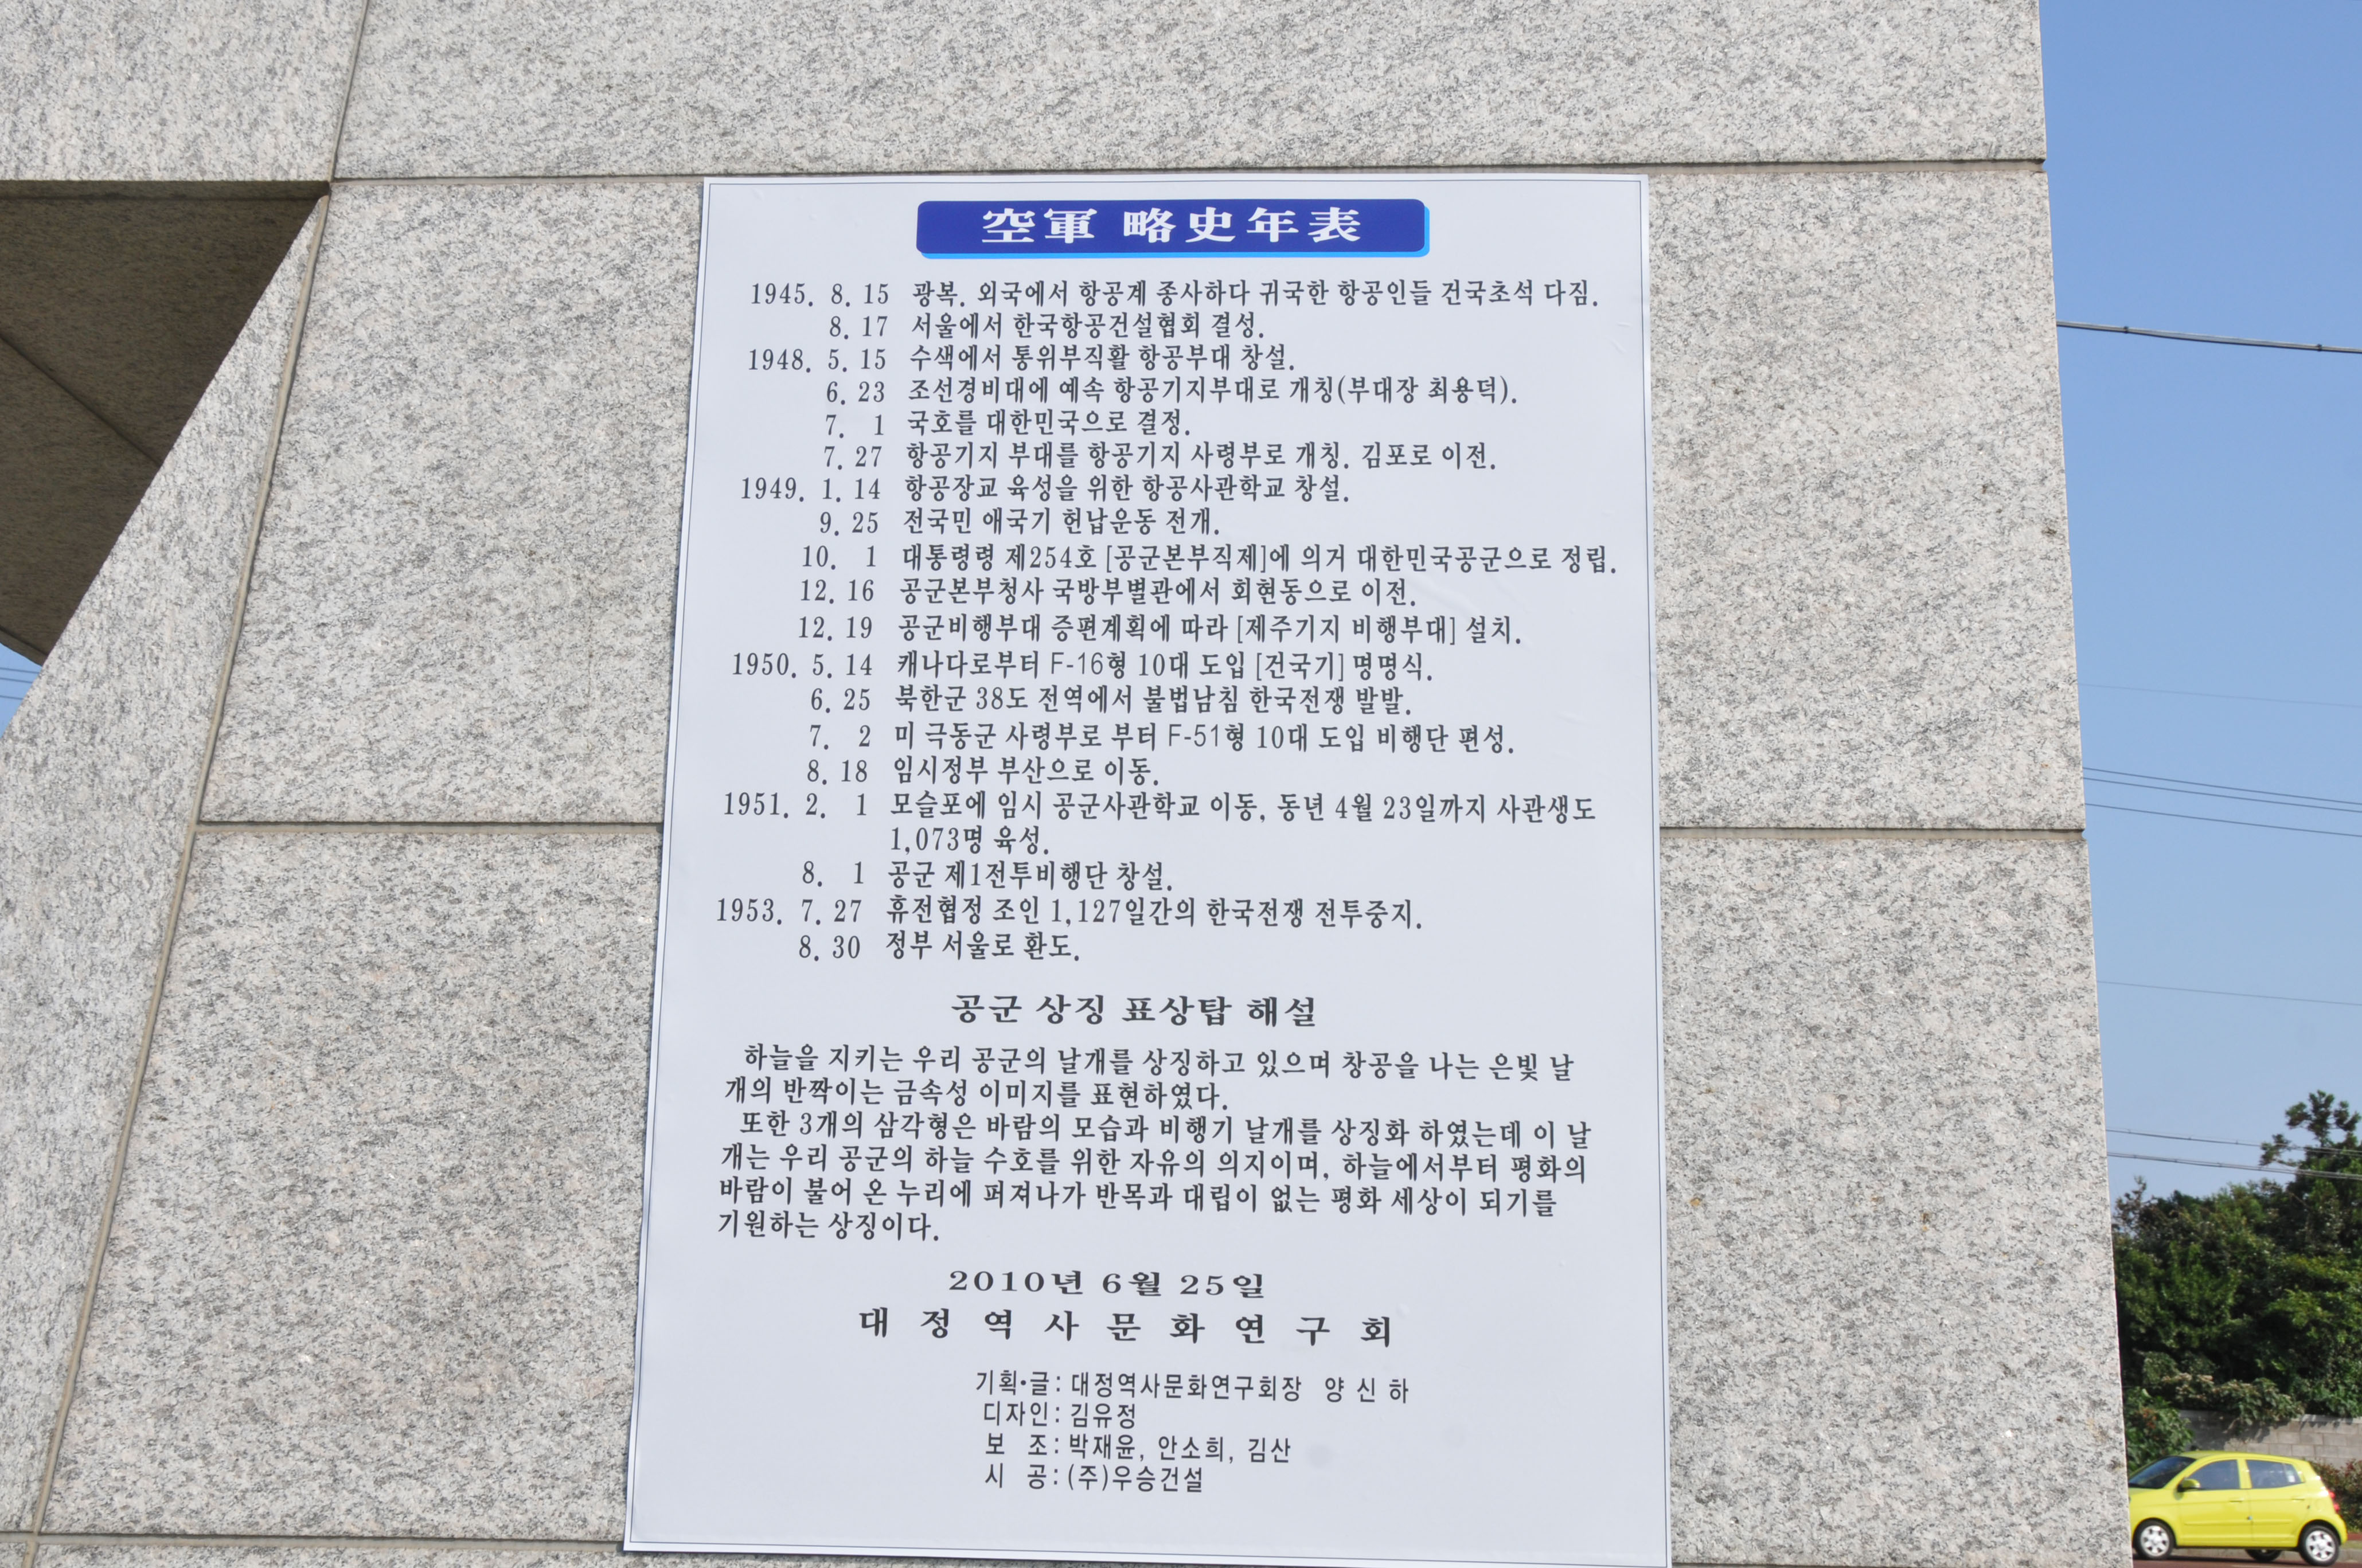 空軍 略史年表
1945. 8. 15 광복. 외국에서 항공계 종사하다 귀국한 항공인들 건국초석 다짐.
8. 17 서울에서 한국항공건설협회 결성.
1948. 5. 15 수색에서 통위부직활 항공부대 창설.
6. 23 조선경비대에 예속 항공기지부대로 개칭(부대장 최용덕).
7. 1 국호를 대한민국으로 결정.
7. 27 항공기지 부대를 항공기지 사령부로 개칭. 김포로 이전.
1949. 1. 14 항공장교 육성을 위한 항공사관학교 창설.
9. 25 전국민 애국기 헌납운동 전개.
10. 1 대통령령 제254호 [공군본부직제]에 의거 대한민국공군으로 정립.
12. 16 공군본부청사 국방부별관에서 회현동으로 이전.
12. 19 공군비행부대 증편계획에 따라 [제주기지 비행부대] 설치.
1950. 5. 14 캐나다로부터 F-16형 10대 도입 [건국기] 명명식.
6. 25 북한군 38도 전역에서 불법남침 한국전쟁 발발.
7. 2 미 극동군 사령부로 부터 F-51형 10대 도입 비행단 편성.
8. 18 임시정부 부산으로 이동.
1951. 2. 1 모슬포에 임시 공군사관학교 이동, 동년 4월 23일까지 사관생도
1,073명 육성.
8. 1 공군 제1전투비행단 창설.
1953. 7. 27 휴전협정 조인 1,127일간의 한국전쟁 전투중지.
8. 30 정부 서울로 환도.
공군 상징 표상탑 해설
하늘을 지키는 우리 공군의 날개를 상징하고 있으며 창공을 나는 은빛 날
개의 반짝이는 금속성 이미지를 표현하였다.
또한 3개의 삼각형은 바람의 모습과 비행기 날개를 상징화 하였는데 이 날
개는 우리 공군의 하늘 수호를 위한 자유의 의지이며, 하늘에서부터 평화의
바람이 불어 온 누리에 퍼져나가 반목과 대립이 없는 평화 세상이 되기를
기원하는 상징이다.
2010년 6월 25일
대정역사문화연구회
기획·글: 대정역사문화연구회장 양 신 하
디자인: 김유정
보 조: 박재윤, 안소희, 김산
시 공: (주)우승건설